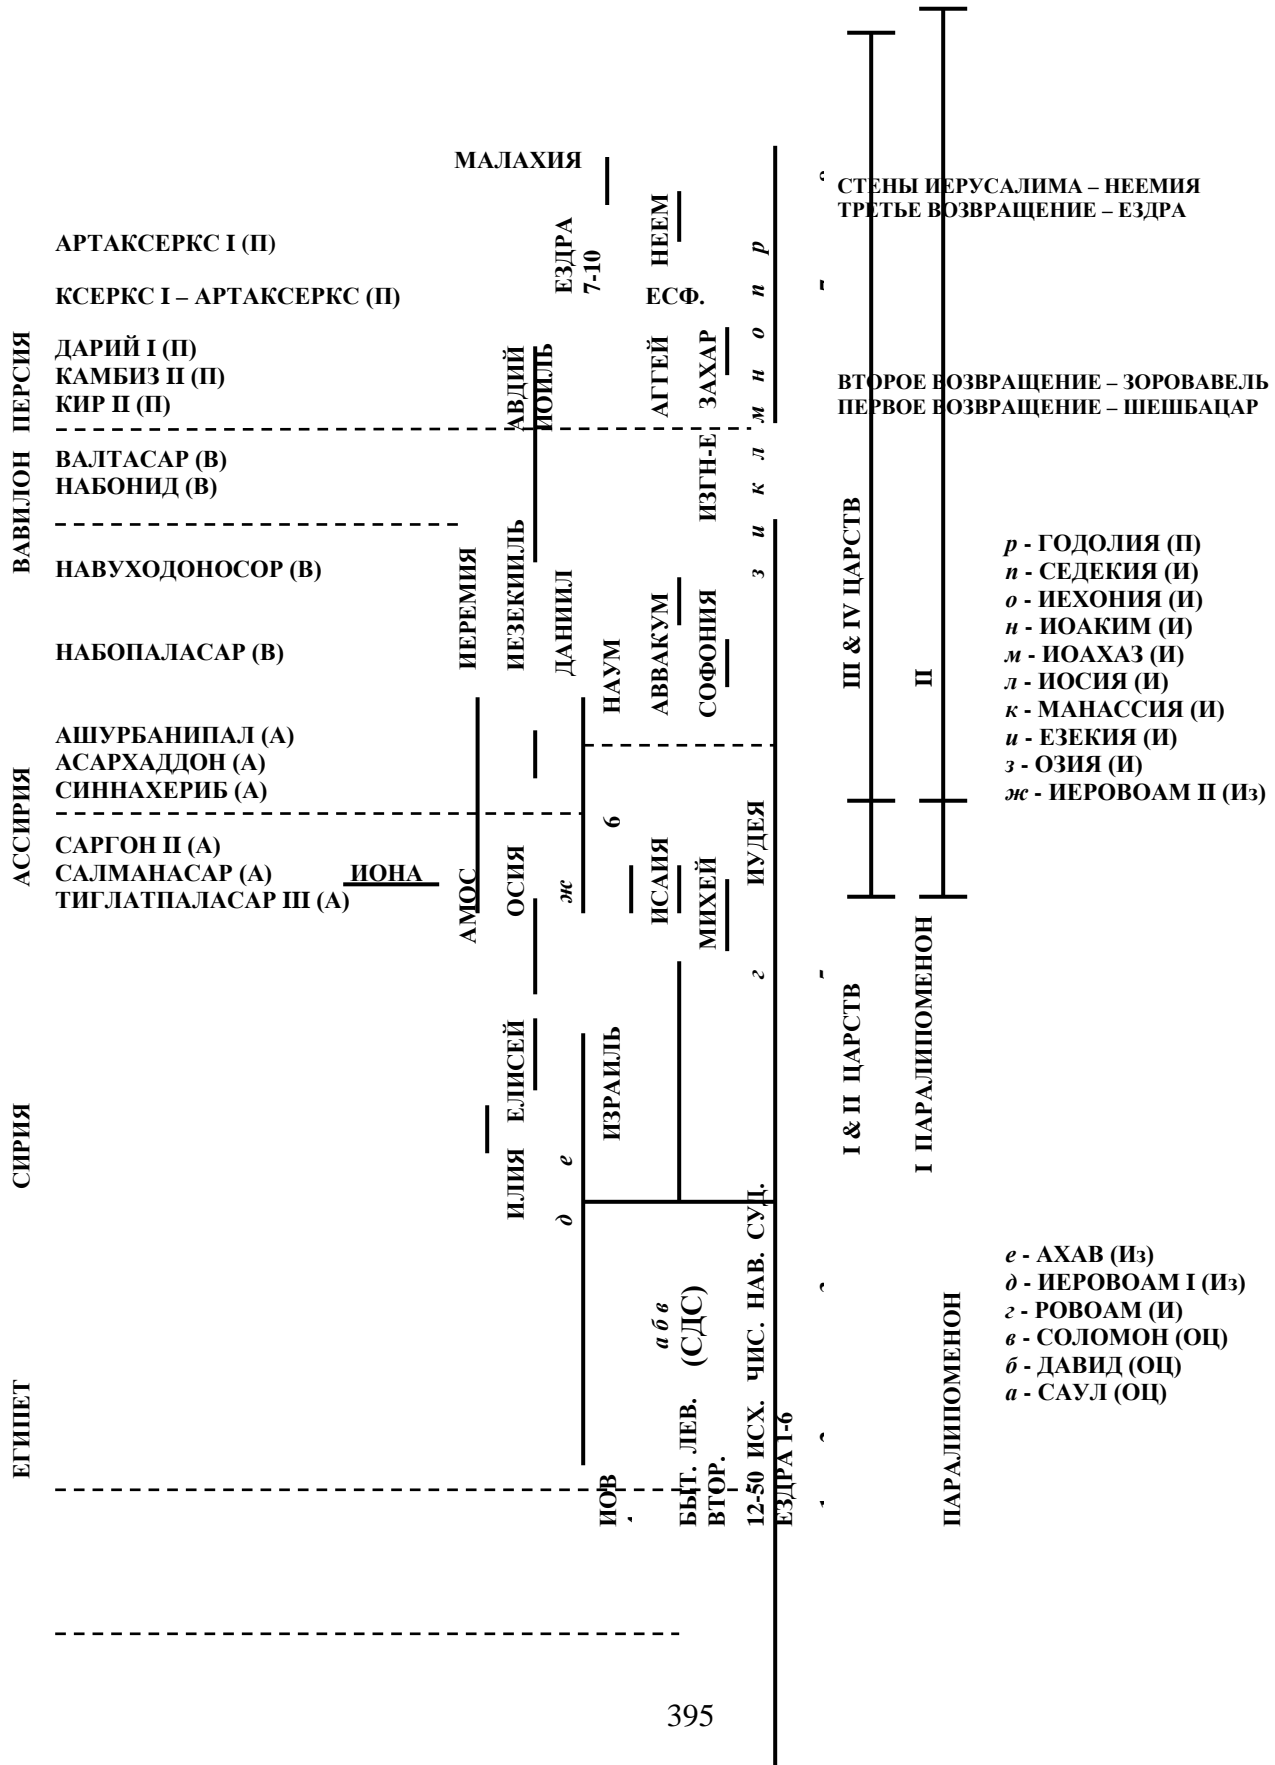 МАЛАХИЯ
СТЕНЫ ИЕРУСАЛИМА – НЕЕМИЯ
ТРЕТЬЕ ВОЗВРАЩЕНИЕ – ЕЗДРА
АРТАКСЕРКС I (П)
ЕЗДРА
7-10
НЕЕМ
КСЕРКС I – АРТАКСЕРКС (П)
ЕСФ.
ПЕРСИЯ
ДАРИЙ I (П)
КАМБИЗ II (П)
КИР II (П)
АВДИЙ
ИОИЛЬ
АГГЕЙ
ЗАХАР
м н о п р
ВТОРОЕ ВОЗВРАЩЕНИЕ – ЗОРОВАВЕЛЬ
ПЕРВОЕ ВОЗВРАЩЕНИЕ – ШЕШБАЦАР
ВАВИЛОН
ВАЛТАСАР (В)
НАБОНИД (В)
ИЗГН-Е
з и к л
НАВУХОДОНОСОР (В)
НАБОПАЛАСАР (В)
ИЕРЕМИЯ
ИЕЗЕКИИЛЬ
ДАНИИЛ
НАУМ
АВВАКУМ
СОФОНИЯ
III & IV ЦАРСТВ
II
р - ГОДОЛИЯ (П)
п - СЕДЕКИЯ (И)
о - ИЕХОНИЯ (И)
н - ИОАКИМ (И)
м - ИОАХАЗ (И)
л - ИОСИЯ (И)
к - МАНАССИЯ (И)
и - ЕЗЕКИЯ (И)
з - ОЗИЯ (И)
ж - ИЕРОВОАМ II (Из)
АССИРИЯ
АШУРБАНИПАЛ (А)
АСАРХАДДОН (А)
СИННАХЕРИБ (А)
САРГОН II (А)
САЛМАНАСАР (А)
ТИГЛАТПАЛАСАР III (А)
ИОНА
АМОС
ОСИЯ
ж
6
ИСАИЯ
МИХЕЙ
ИУДЕЯ
г
СИРИЯ
ИЛИЯ ЕЛИСЕЙ
д е
ИЗРАИЛЬ
I & II ЦАРСТВ
I ПАРАЛИПОМЕНОН
ЕГИПЕТ
а б в
(СДС)
ИОВ
БЫТ. ЛЕВ.
ВТОР.
12-50 ИСХ. ЧИС. НАВ. СУД.
ЕЗДРА 1-6
ПАРАЛИПОМЕНОН
е - АХАВ (Из)
д - ИЕРОВОАМ I (Из)
г - РОВОАМ (И)
в - СОЛОМОН (ОЦ)
б - ДАВИД (ОЦ)
а - САУЛ (ОЦ)
395